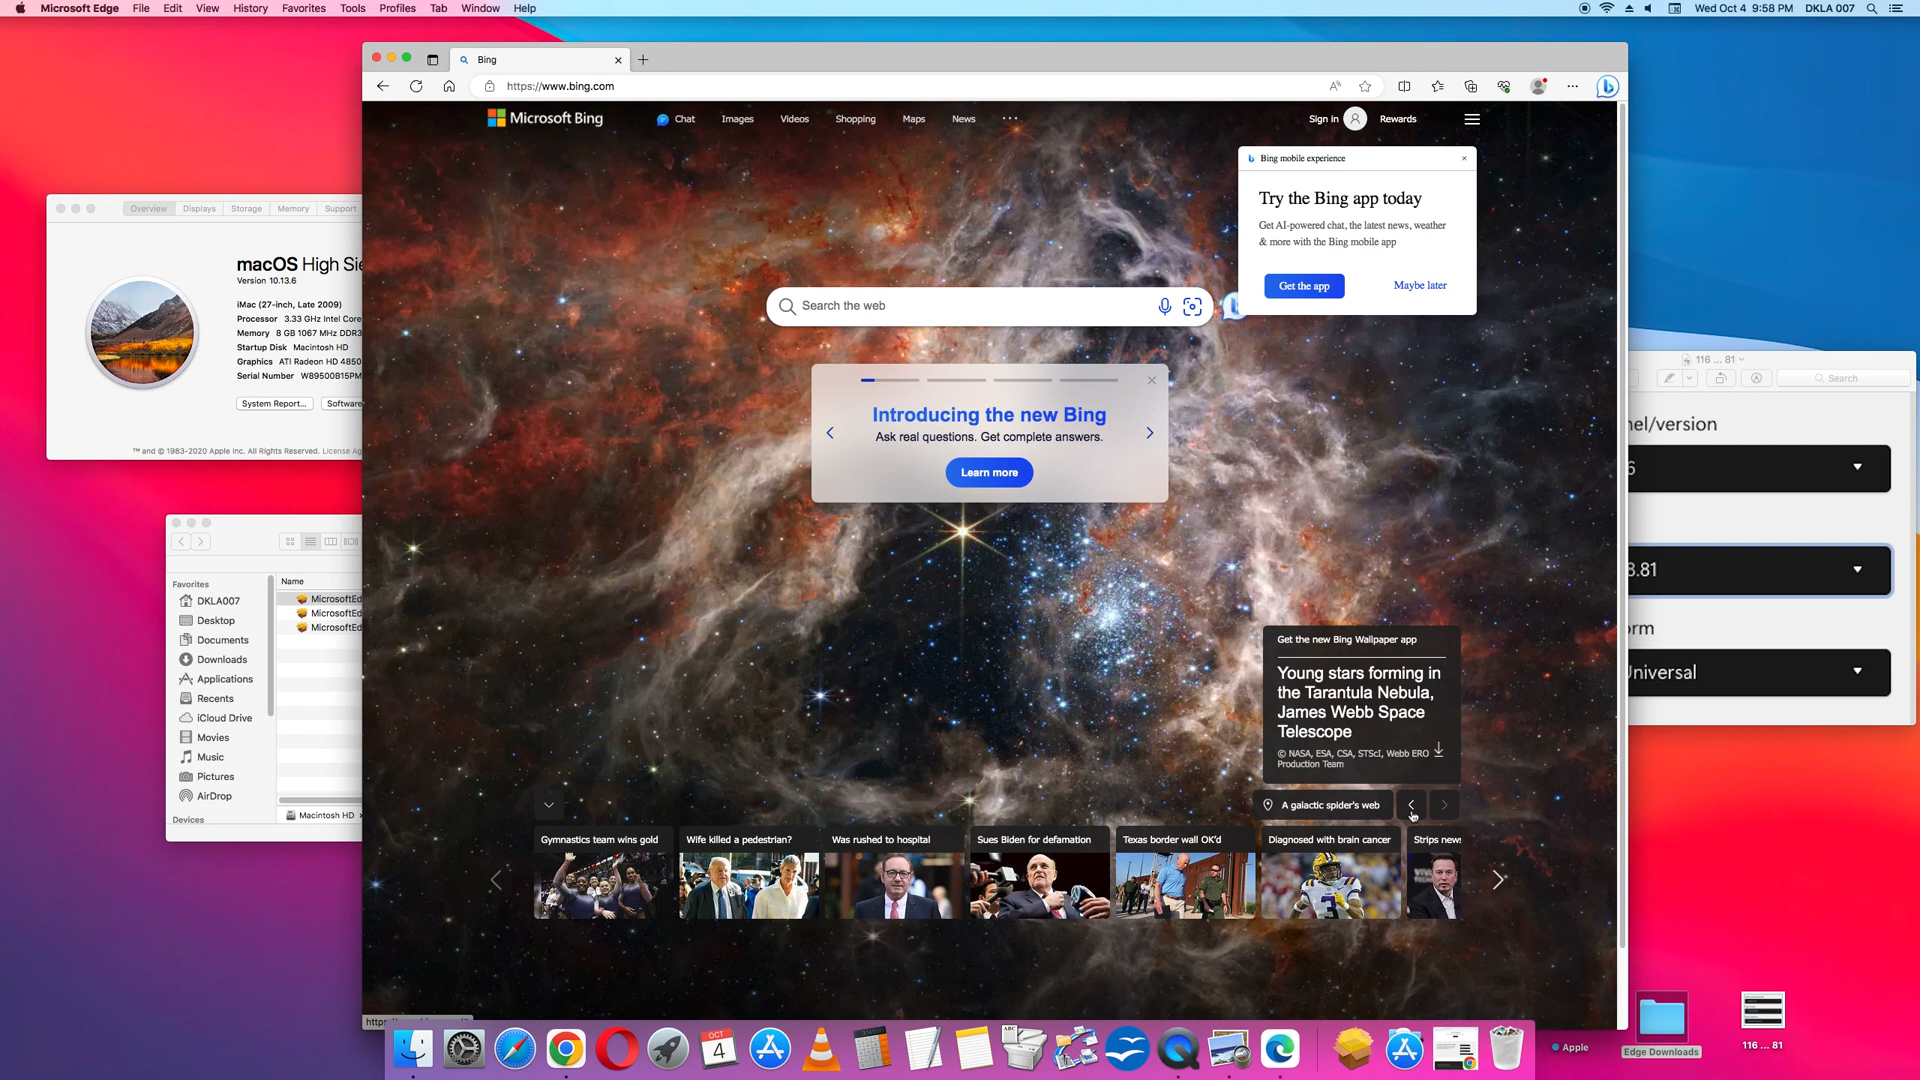 Microsoft Edge File Edit View History Favorites Tools Profiles Tab Window Help
Wed Oct 4 9:58 PM DKLA 007
Bing
https://www.bing.com
Microsoft Bing
Chat Images Videos Shopping Maps News
Sign in Rewards
Bing mobile experience
Try the Bing app today
Get AI-powered chat, the latest news, weather
& more with the Bing mobile app
Get the app Maybe later
Search the web
Introducing the new Bing
Ask real questions. Get complete answers.
Learn more
Get the new Bing Wallpaper app
Young stars forming in
the Tarantula Nebula,
James Webb Space
Telescope
© NASA, ESA, CSA, STScI, Webb ERO
Production Team
A galactic spider's web
Gymnastics team wins gold
Wife killed a pedestrian?
Was rushed to hospital
Sues Biden for defamation
Texas border wall OK'd
Diagnosed with brain cancer
Strips news
Overview Displays Storage Memory Support
macOS High Sie
Version 10.13.6
iMac (27-inch, Late 2009)
Processor 3.33 GHz Intel Core
Memory 8 GB 1067 MHz DDR3
Startup Disk Macintosh HD
Graphics ATI Radeon HD 4850
Serial Number W89500B15PM
System Report... Software
™ and © 1983-2020 Apple Inc. All Rights Reserved. License Ag
Favorites
DKLA007
Desktop
Documents
Downloads
Applications
Recents
iCloud Drive
Movies
Music
Pictures
AirDrop
Devices
Name
MicrosoftEd
MicrosoftEd
MicrosoftEd
Macintosh HD
116 ... 81
Search
nel/version
6
8.81
orm
Universal
OCT
4
Apple
Edge Downloads
116 ... 81